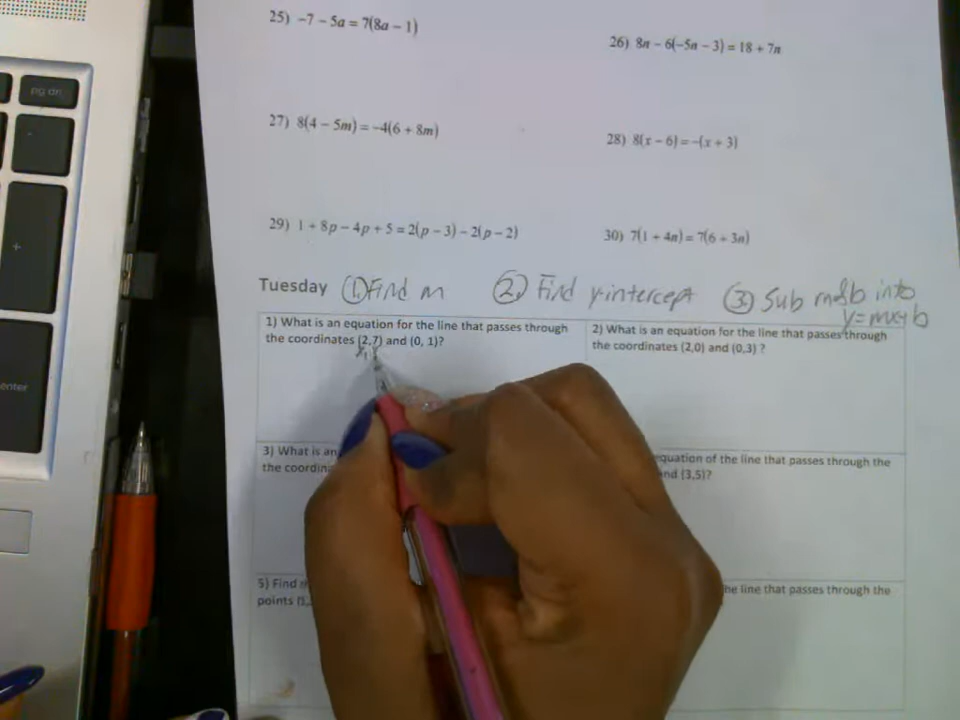 25) −7 − 5a = 7(8a − 1)
26) 8n − 6(−5n − 3) = 18 + 7n
pg dn
27) 8(4 − 5m) = −4(6 + 8m)
28) 8(x − 6) = −(x + 3)
+
29) 1 + 8p − 4p + 5 = 2(p − 3) − 2(p − 2)
30) 7(1 + 4n) = 7(6 + 3n)
Tuesday ① Find m ② Find y-intercept ③ Sub m&b into
y=mx+b
1) What is an equation for the line that passes through
the coordinates (2,7) and (0, 1)?
x₁ y
2) What is an equation for the line that passes through
the coordinates (2,0) and (0,3) ?
enter
3) What is an
the coordin
equation of the line that passes through the
nd (3,5)?
5) Find
points
he line that passes through the